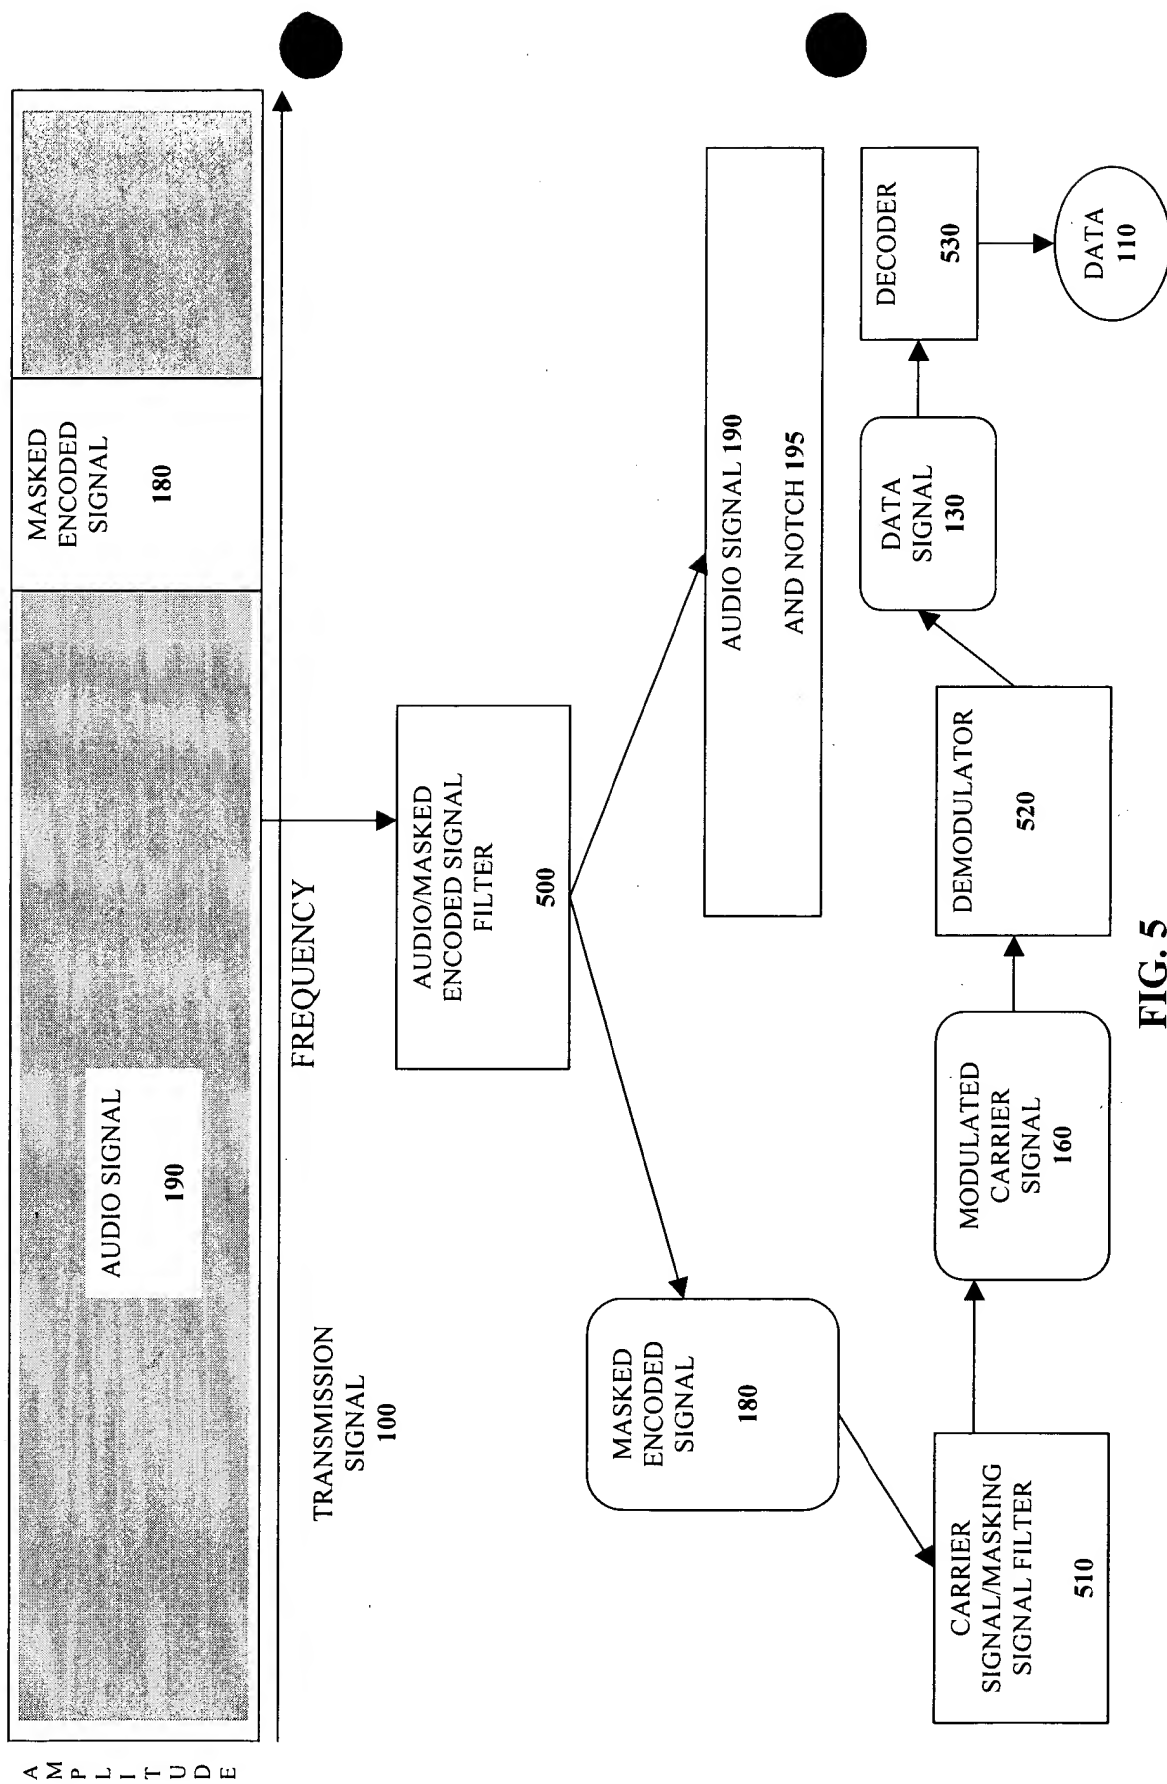 AMPLITUDE
AUDIO SIGNAL
190
MASKED
ENCODED
SIGNAL
180
FREQUENCY
TRANSMISSION
SIGNAL
100
AUDIO/MASKED
ENCODED SIGNAL
FILTER
500
MASKED
ENCODED
SIGNAL
180
AUDIO SIGNAL 190
AND NOTCH 195
CARRIER
SIGNAL/MASKING
SIGNAL FILTER
510
MODULATED
CARRIER
SIGNAL
160
DEMODULATOR
520
DATA
SIGNAL
130
DECODER
530
DATA
110
FIG. 5